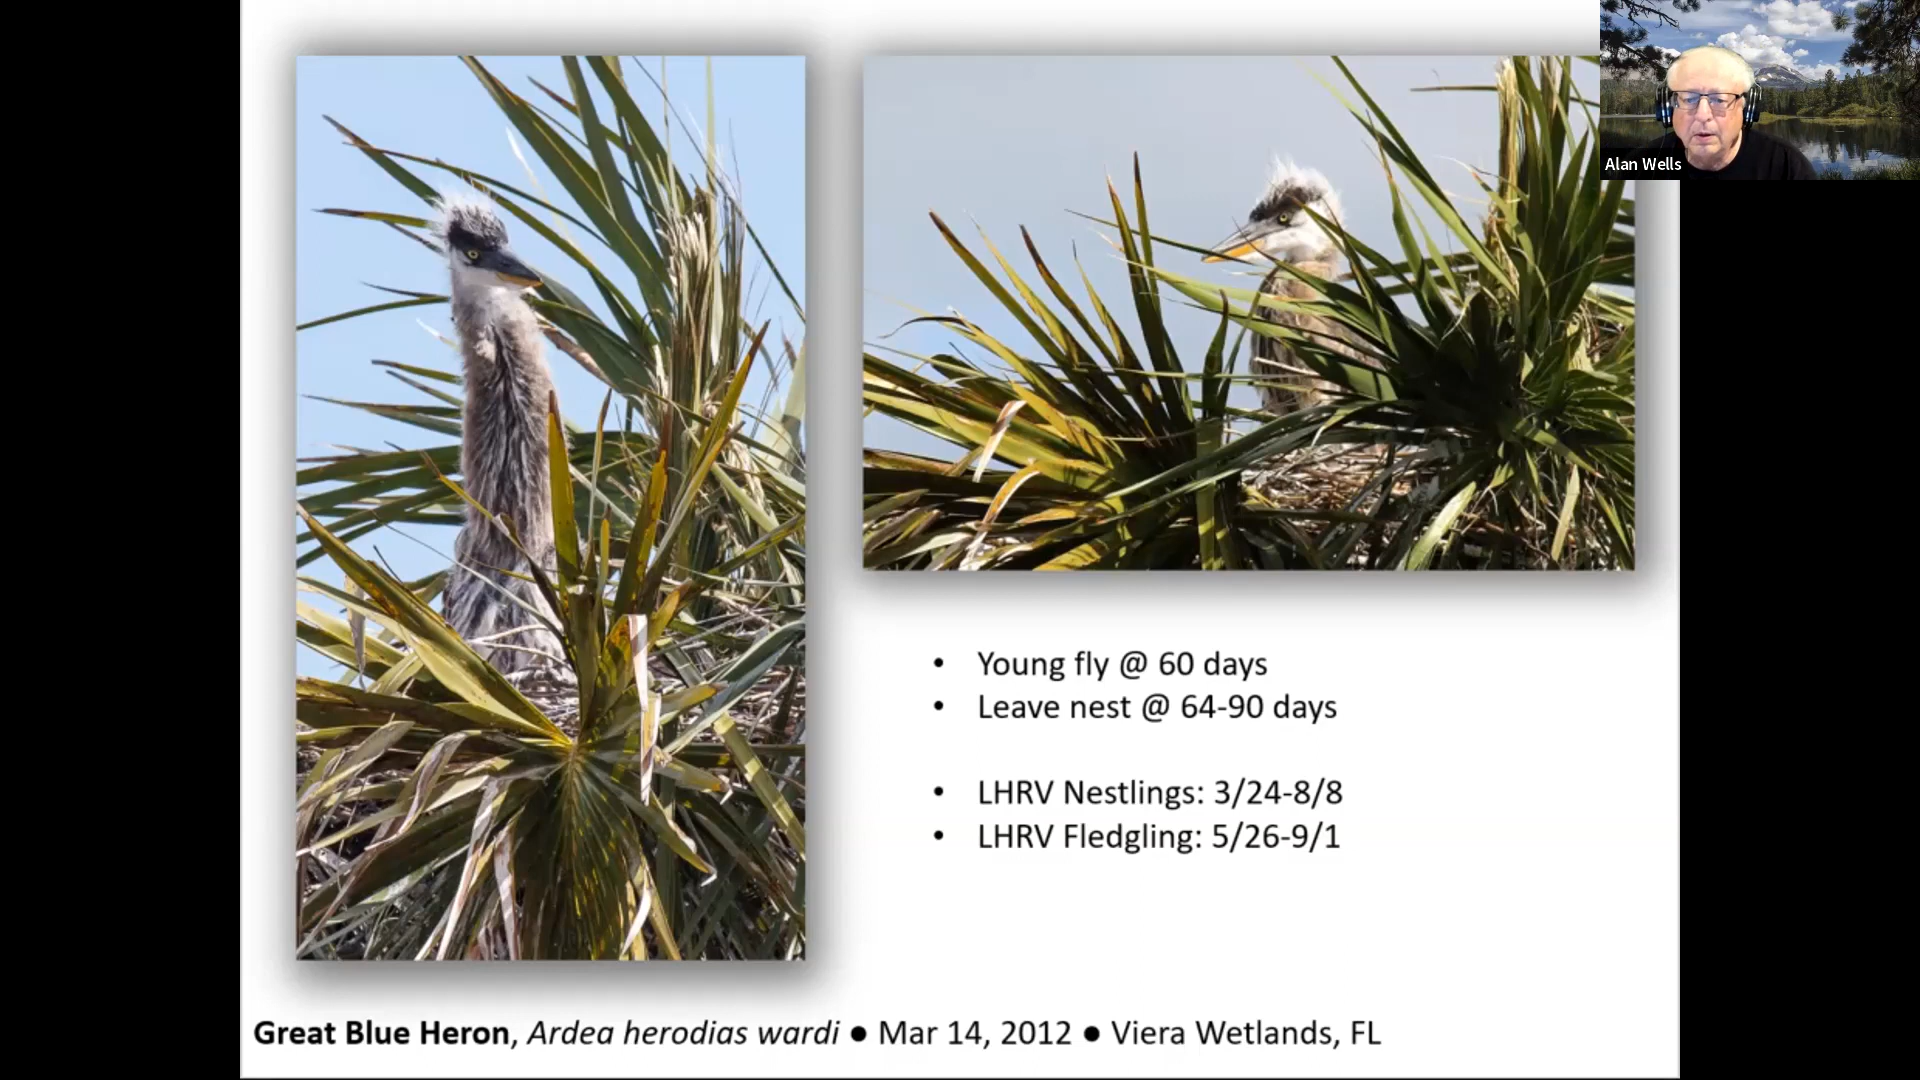 Alan Wells
• Young fly @ 60 days
• Leave nest @ 64-90 days
• LHRV Nestlings: 3/24-8/8
• LHRV Fledgling: 5/26-9/1
Great Blue Heron, Ardea herodias wardi ● Mar 14, 2012 ● Viera Wetlands, FL